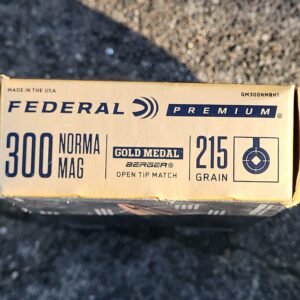 MADE IN THE USA
GM300NMBH1
FEDERAL PREMIUM®
300 NORMA MAG
GOLD MEDAL®
BERGER®
OPEN TIP MATCH
215 GRAIN